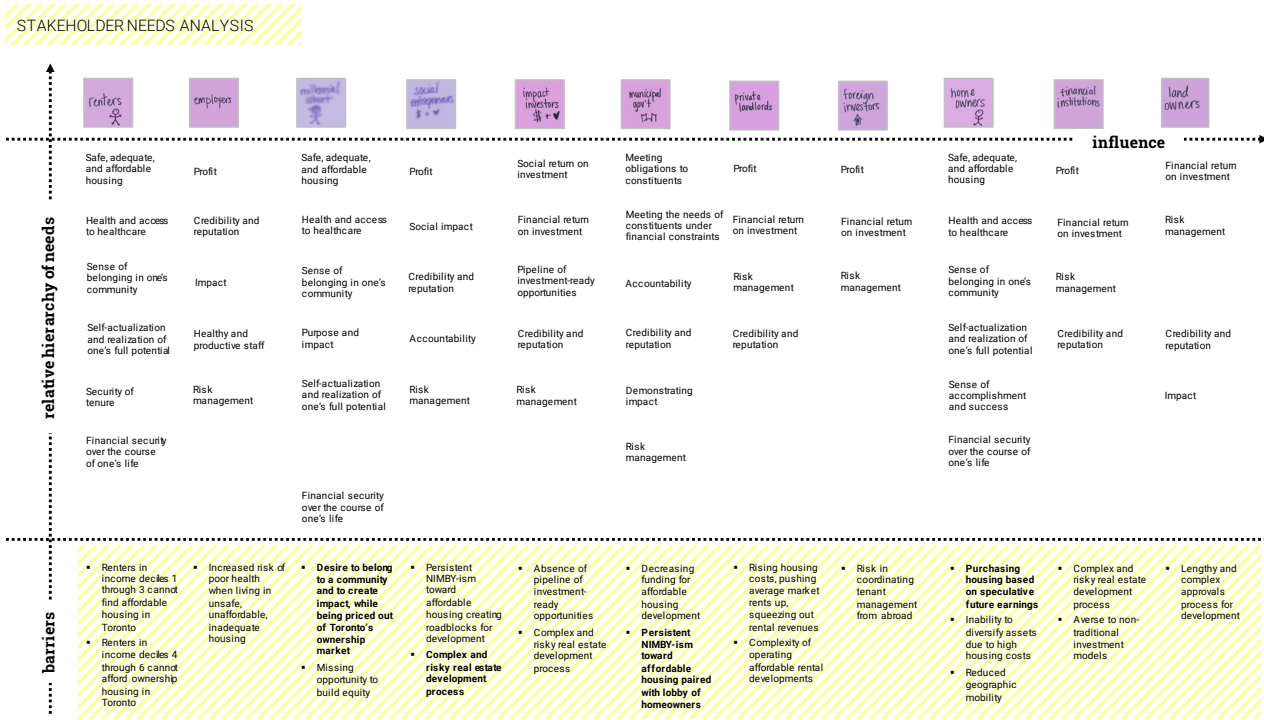 STAKEHOLDER NEEDS ANALYSIS
renters
employers
millennial
cohort
social
entrepreneurs
$ + ♥
impact
investors
$ + ♥
municipal
gov't
private
landlords
foreign
investors
home
owners
financial
institutions
land
owners
influence
relative hierarchy of needs
Safe, adequate,
and affordable
housing
Health and access
to healthcare
Sense of
belonging in one's
community
Self-actualization
and realization of
one's full potential
Security of
tenure
Financial security
over the course
of one's life
Profit
Credibility and
reputation
Impact
Healthy and
productive staff
Risk
management
Safe, adequate,
and affordable
housing
Health and access
to healthcare
Sense of
belonging in one's
community
Purpose and
impact
Self-actualization
and realization of
one's full potential
Financial security
over the course of
one's life
Profit
Social impact
Credibility and
reputation
Accountability
Risk
management
Social return on
investment
Financial return
on investment
Pipeline of
investment-ready
opportunities
Credibility and
reputation
Risk
management
Meeting
obligations to
constituents
Meeting the needs of
constituents under
financial constraints
Accountability
Credibility and
reputation
Demonstrating
impact
Risk
management
Profit
Financial return
on investment
Risk
management
Credibility and
reputation
Profit
Financial return
on investment
Risk
management
Safe, adequate,
and affordable
housing
Health and access
to healthcare
Sense of
belonging in one's
community
Self-actualization
and realization of
one's full potential
Sense of
accomplishment
and success
Financial security
over the course of
one's life
Profit
Financial return
on investment
Risk
management
Credibility and
reputation
Financial return
on investment
Risk
management
Credibility and
reputation
Impact
barriers
▪ Renters in
income deciles 1
through 3 cannot
find affordable
housing in
Toronto
▪ Renters in
income deciles 4
through 6 cannot
afford ownership
housing in
Toronto
▪ Increased risk of
poor health
when living in
unsafe,
unaffordable,
inadequate
housing
▪ Desire to belong
to a community
and to create
impact, while
being priced out
of Toronto's
ownership
market
▪ Missing
opportunity to
build equity
▪ Persistent
NIMBY-ism
toward
affordable
housing creating
roadblocks for
development
▪ Complex and
risky real estate
development
process
▪ Absence of
pipeline of
investment-
ready
opportunities
▪ Complex and
risky real estate
development
process
▪ Decreasing
funding for
affordable
housing
development
▪ Persistent
NIMBY-ism
toward
affordable
housing paired
with lobby of
homeowners
▪ Rising housing
costs, pushing
average market
rents up,
squeezing out
rental revenues
▪ Complexity of
operating
affordable rental
developments
▪ Risk in
coordinating
tenant
management
from abroad
▪ Purchasing
housing based
on speculative
future earnings
▪ Inability to
diversify assets
due to high
housing costs
▪ Reduced
geographic
mobility
▪ Complex and
risky real estate
development
process
▪ Averse to non-
traditional
investment
models
▪ Lengthy and
complex
approvals
process for
development